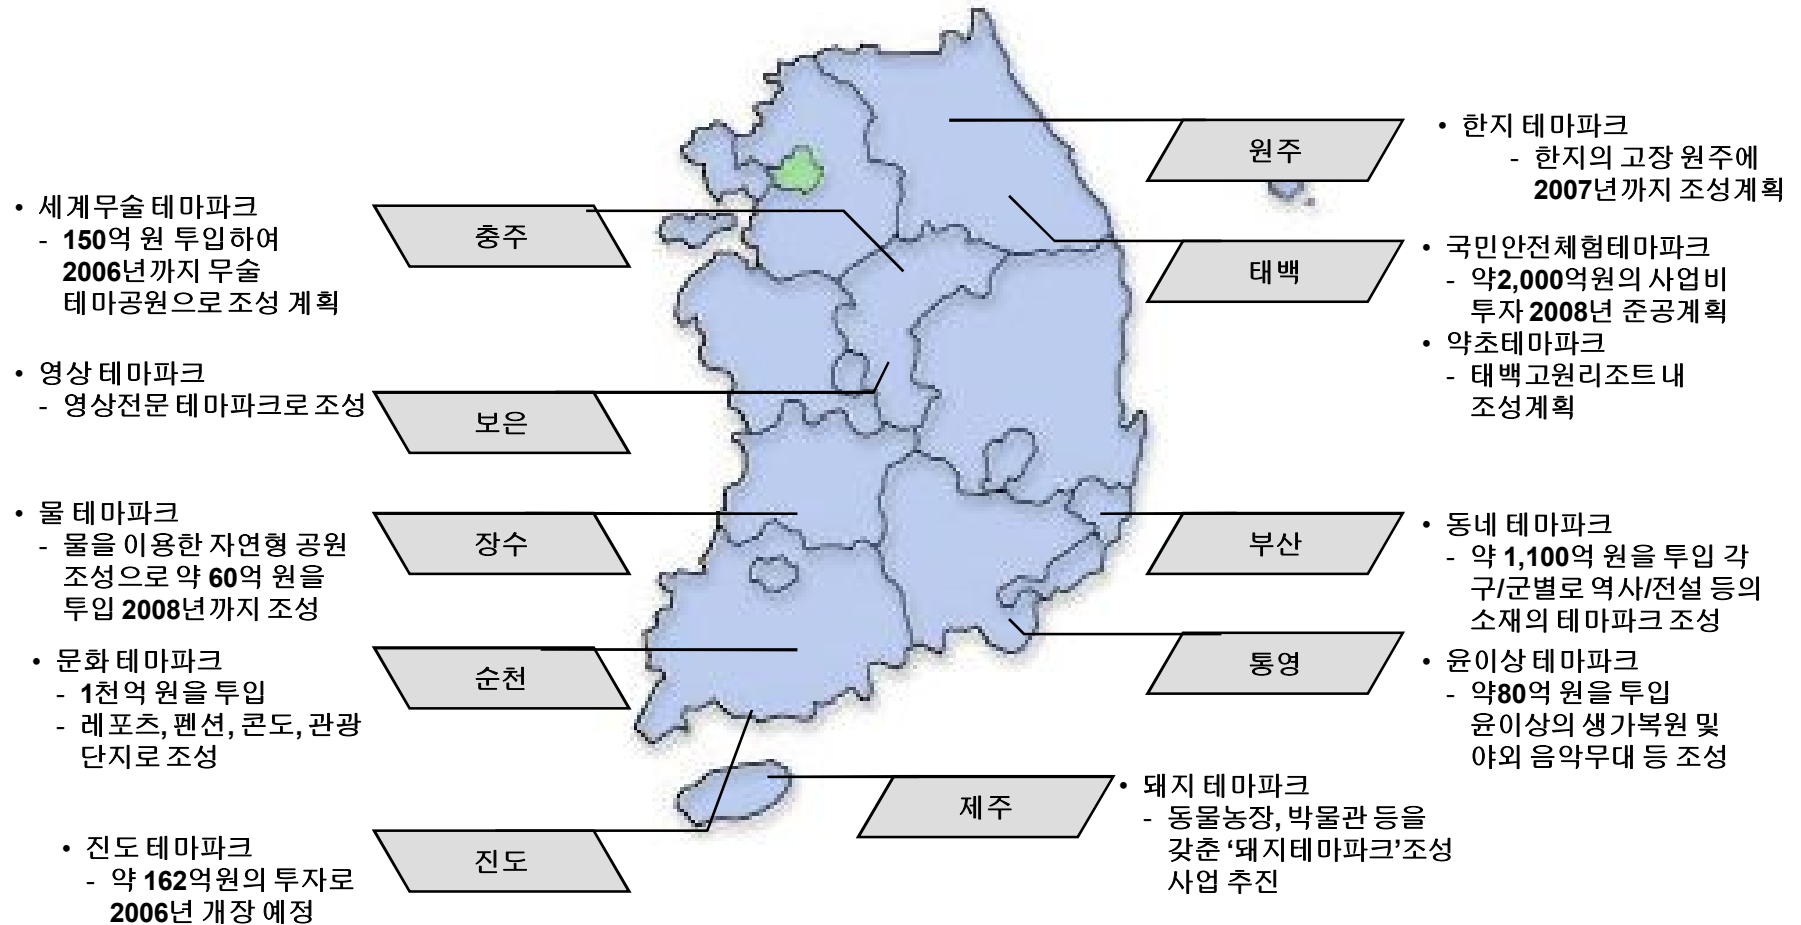 충주
• 세계무술 테마파크
- 150억 원 투입하여
2006년까지 무술
테마공원으로 조성 계획
보은
• 영상 테마파크
- 영상전문 테마파크로 조성
장수
• 물 테마파크
- 물을 이용한 자연형 공원
조성으로 약 60억 원을
투입 2008년까지 조성
순천
• 문화 테마파크
- 1천억 원을 투입
- 레포츠, 펜션, 콘도, 관광
단지로 조성
진도
• 진도 테마파크
- 약 162억원의 투자로
2006년 개장 예정
원주
• 한지 테마파크
- 한지의 고장 원주에
2007년까지 조성계획
태백
• 국민안전체험테마파크
- 약2,000억원의 사업비
투자 2008년 준공계획
• 약초테마파크
- 태백고원리조트 내
조성계획
부산
• 동네 테마파크
- 약 1,100억 원을 투입 각
구/군별로 역사/전설 등의
소재의 테마파크 조성
통영
• 윤이상 테마파크
- 약80억 원을 투입
윤이상의 생가복원 및
야외 음악무대 등 조성
제주
• 돼지 테마파크
- 동물농장, 박물관 등을
갖춘 ‘돼지테마파크’조성
사업 추진